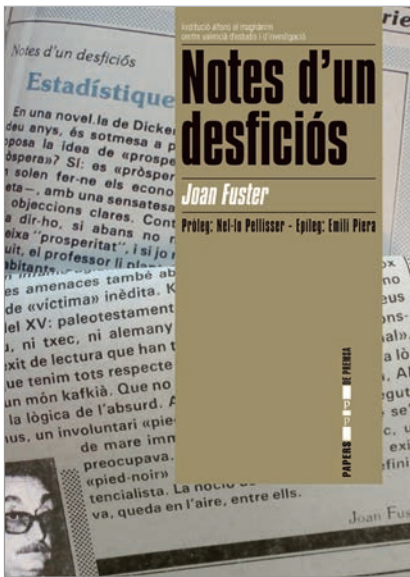 institució alfons el magnànim
centre valencià d'estudis i d'investigació
Notes d'un
desficiós
Joan Fuster
Pròleg: Nel·lo Pellisser - Epíleg: Emili Piera
PAPERS DE PREMSA
Notes d'un desficiós
Estadístique
En una novel.la de Dicke
deu anys, és sotmesa a p
posa la idea de «prospe
òspera»? Sí: es «pròsper
solen fer-ne els econo
eta—, amb una sensatesa
objeccions clares. Cont
a dir-ho, si abans no
eixa "prosperitat", i si jo
uit, el professor li
es amenaces també ab
de «víctima» inèdita. K
el XV: paleotestament
u, ni txec, ni alemany
xit de lectura que han t
ue tenim tots respecte
un món kafkià. Que no
la lògica de l'absurd. A
us, un involuntari «pie
de mare imm
preocupava.
«pied-noir»
tencialista. La noció
va, queda en l'aire, entre ells.
Joan Fus